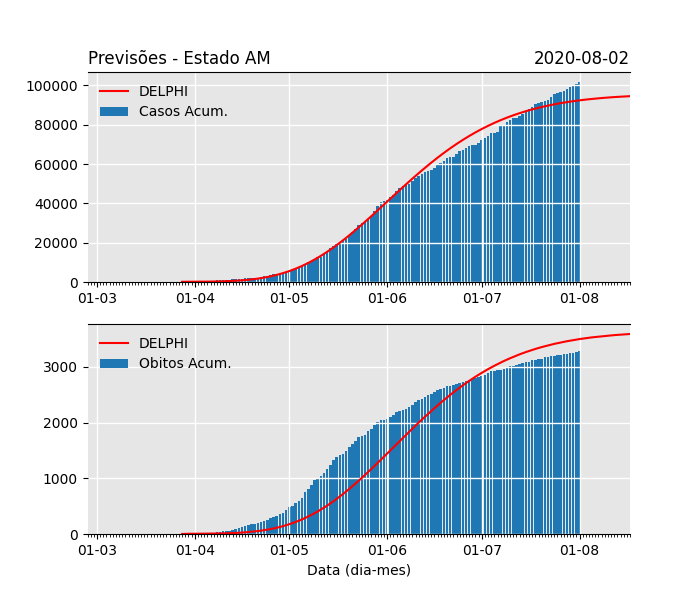 Previsões - Estado AM 2020-08-02
100000
80000
60000
40000
20000
0
DELPHI
Casos Acum.
01-03 01-04 01-05 01-06 01-07 01-08
3000
2000
1000
0
DELPHI
Obitos Acum.
01-03 01-04 01-05 01-06 01-07 01-08
Data (dia-mes)